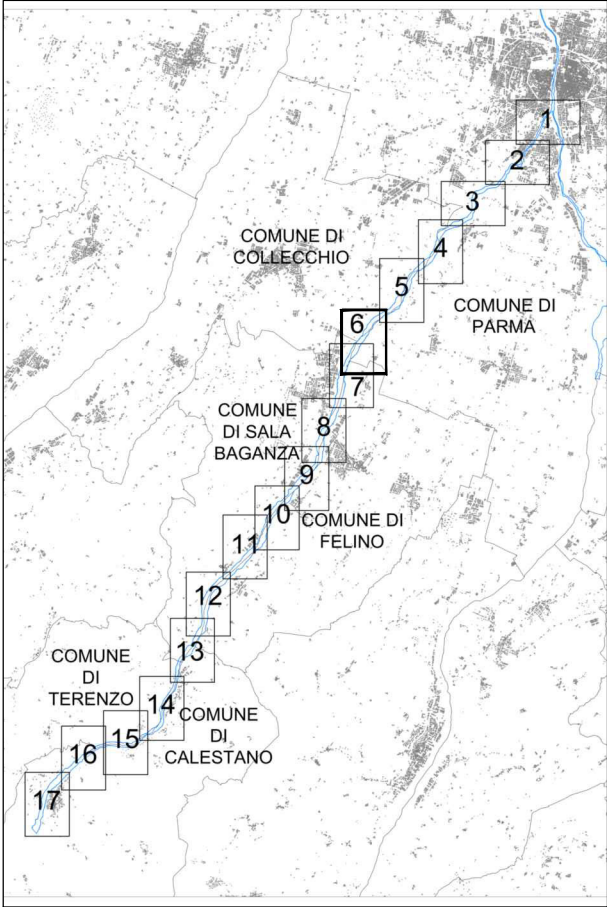 1
2
3
4
COMUNE DI
COLLECCHIO
5
COMUNE DI
PARMA
6
7
COMUNE
DI SALA
BAGANZA
8
9
10
COMUNE DI
FELINO
11
12
13
COMUNE
DI
TERENZO
14
COMUNE
DI
CALESTANO
15
16
17